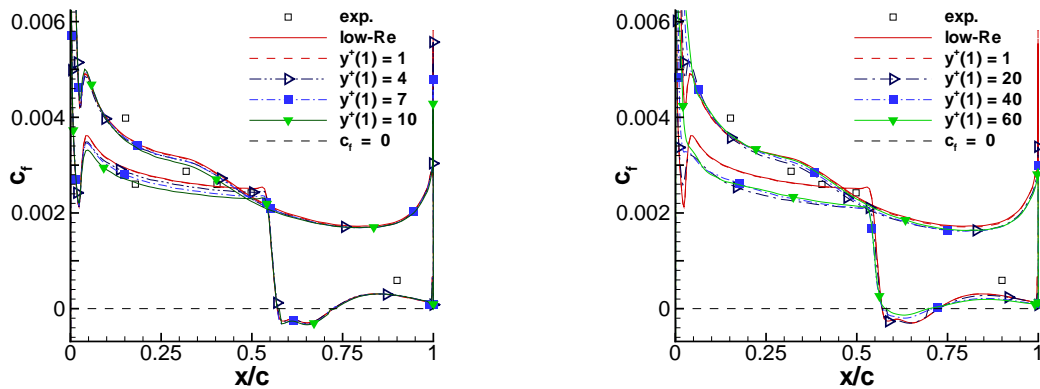 0.006
0.004
0.002
0
c_f
0 0.25 0.5 0.75 1
x/c
exp.
low-Re
y⁺(1) = 1
y⁺(1) = 4
y⁺(1) = 7
y⁺(1) = 10
c_f = 0
0.006
0.004
0.002
0
c_f
0 0.25 0.5 0.75 1
x/c
exp.
low-Re
y⁺(1) = 1
y⁺(1) = 20
y⁺(1) = 40
y⁺(1) = 60
c_f = 0